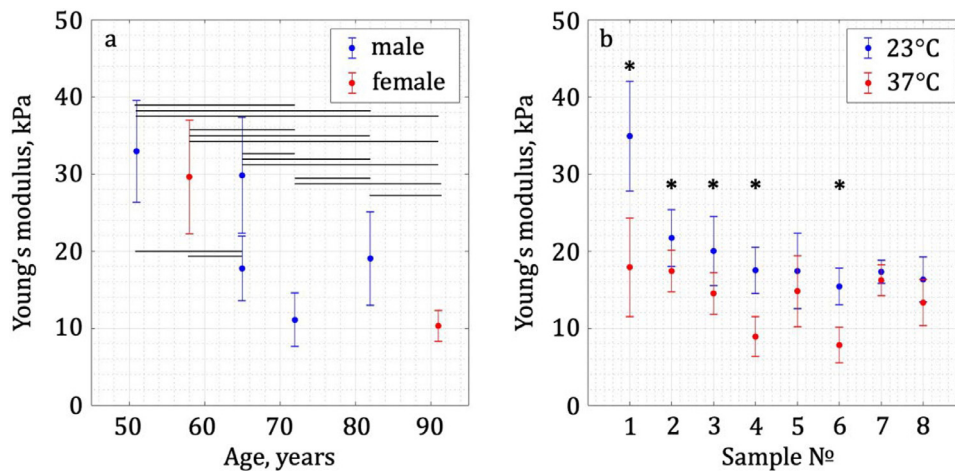 a
male
female
50
40
30
20
10
0
Young's modulus, kPa
50 60 70 80 90
Age, years
b
23°C
37°C
50
40
30
20
10
0
Young's modulus, kPa
*
* * * *
1 2 3 4 5 6 7 8
Sample №